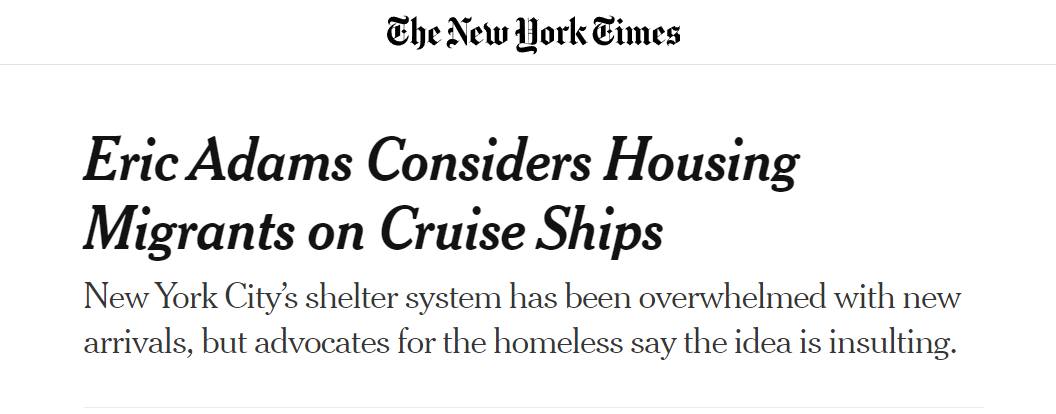 The New York Times
Eric Adams Considers Housing
Migrants on Cruise Ships
New York City’s shelter system has been overwhelmed with new
arrivals, but advocates for the homeless say the idea is insulting.